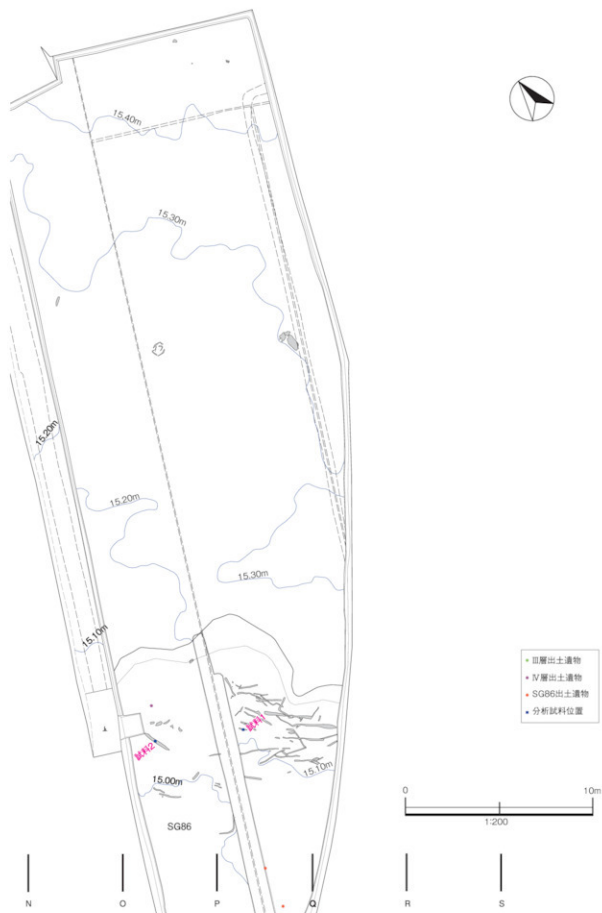 15.40m
15.30m
15.20m
15.20m
15.30m
15.10m
試料1
試料2
15.00m
15.10m
SG86
Ⅲ層出土遺物
Ⅳ層出土遺物
SG86出土遺物
分析試料位置
0 10m
1:200
N O P Q R S